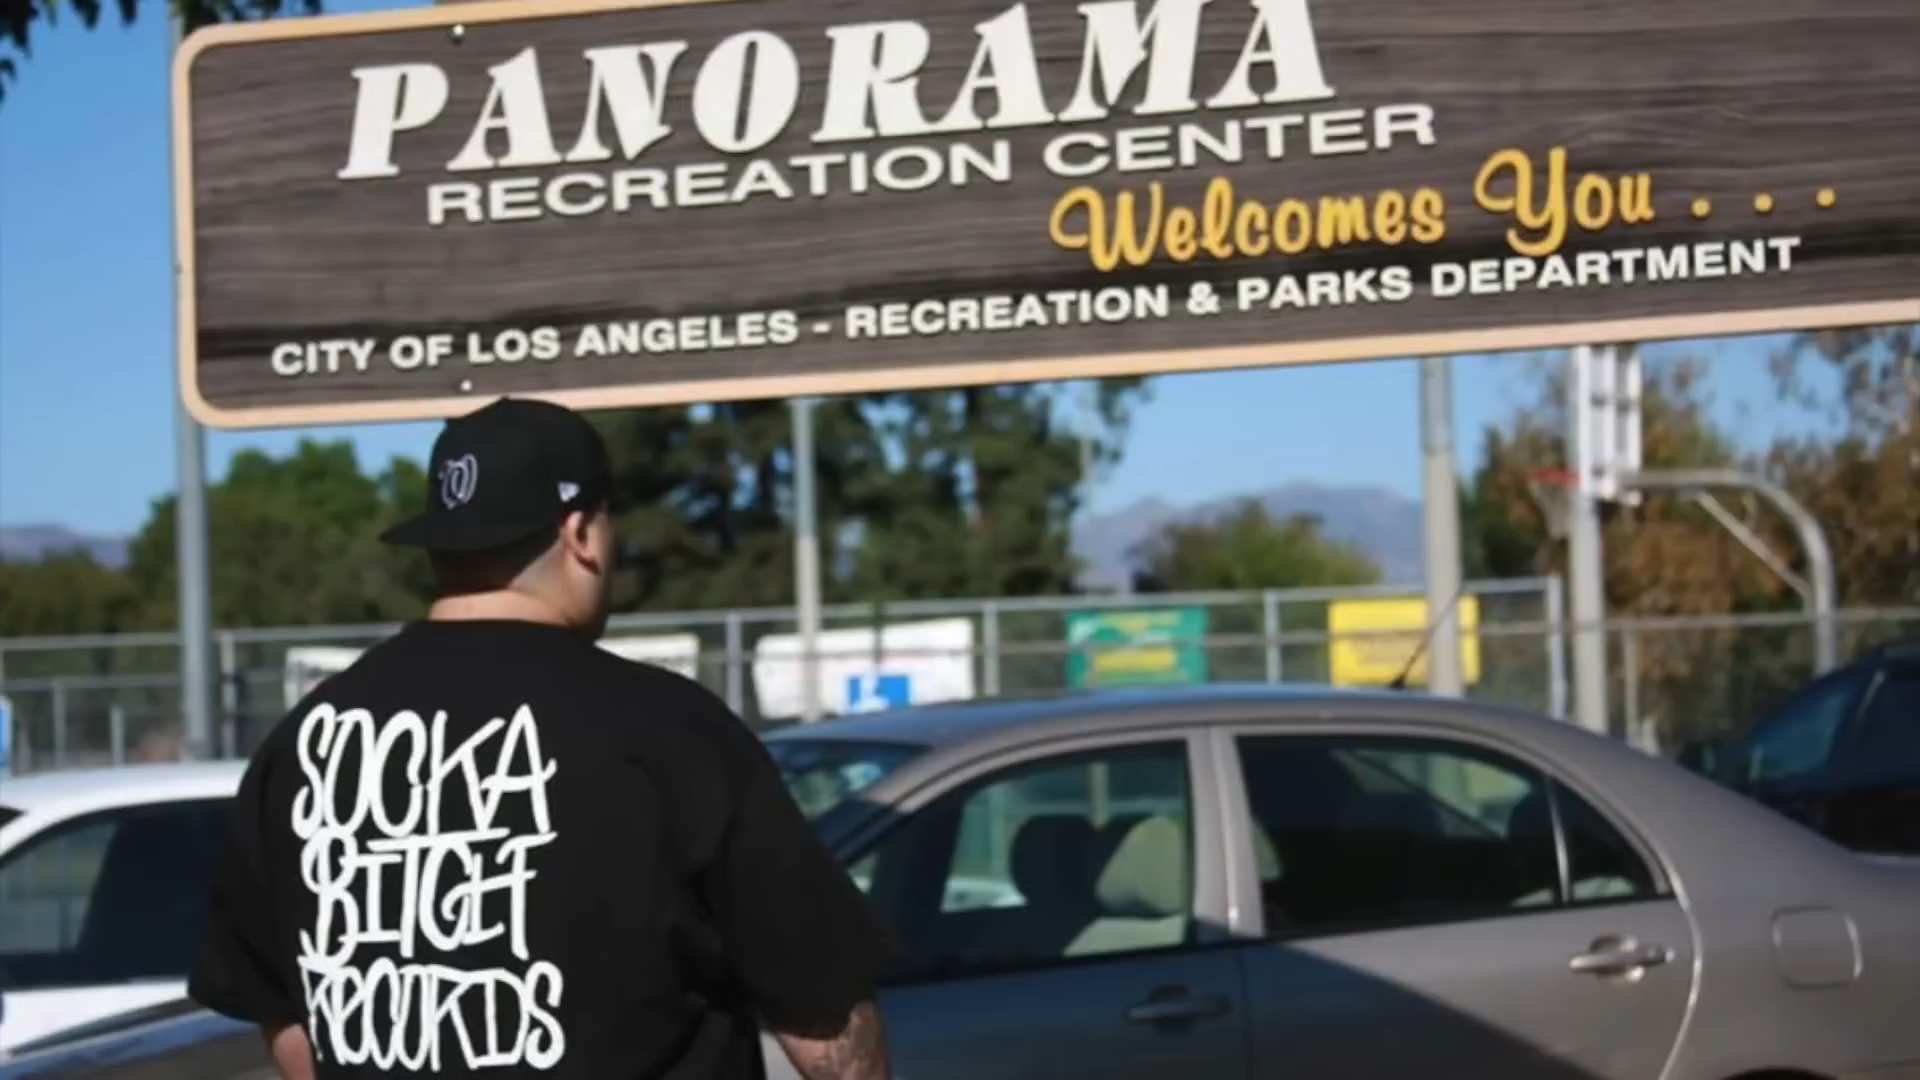 PANORAMA
RECREATION CENTER
Welcomes You . . .
CITY OF LOS ANGELES - RECREATION & PARKS DEPARTMENT
SOCKA
BITCH
RECORDS